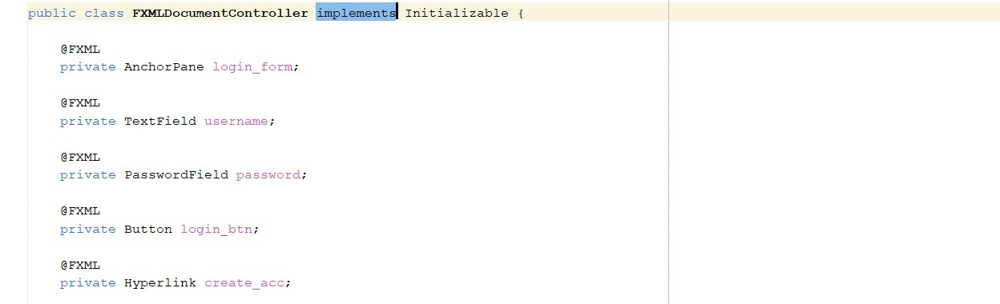 public class FXMLDocumentController implements Initializable {
@FXML
private AnchorPane login_form;
@FXML
private TextField username;
@FXML
private PasswordField password;
@FXML
private Button login_btn;
@FXML
private Hyperlink create_acc;